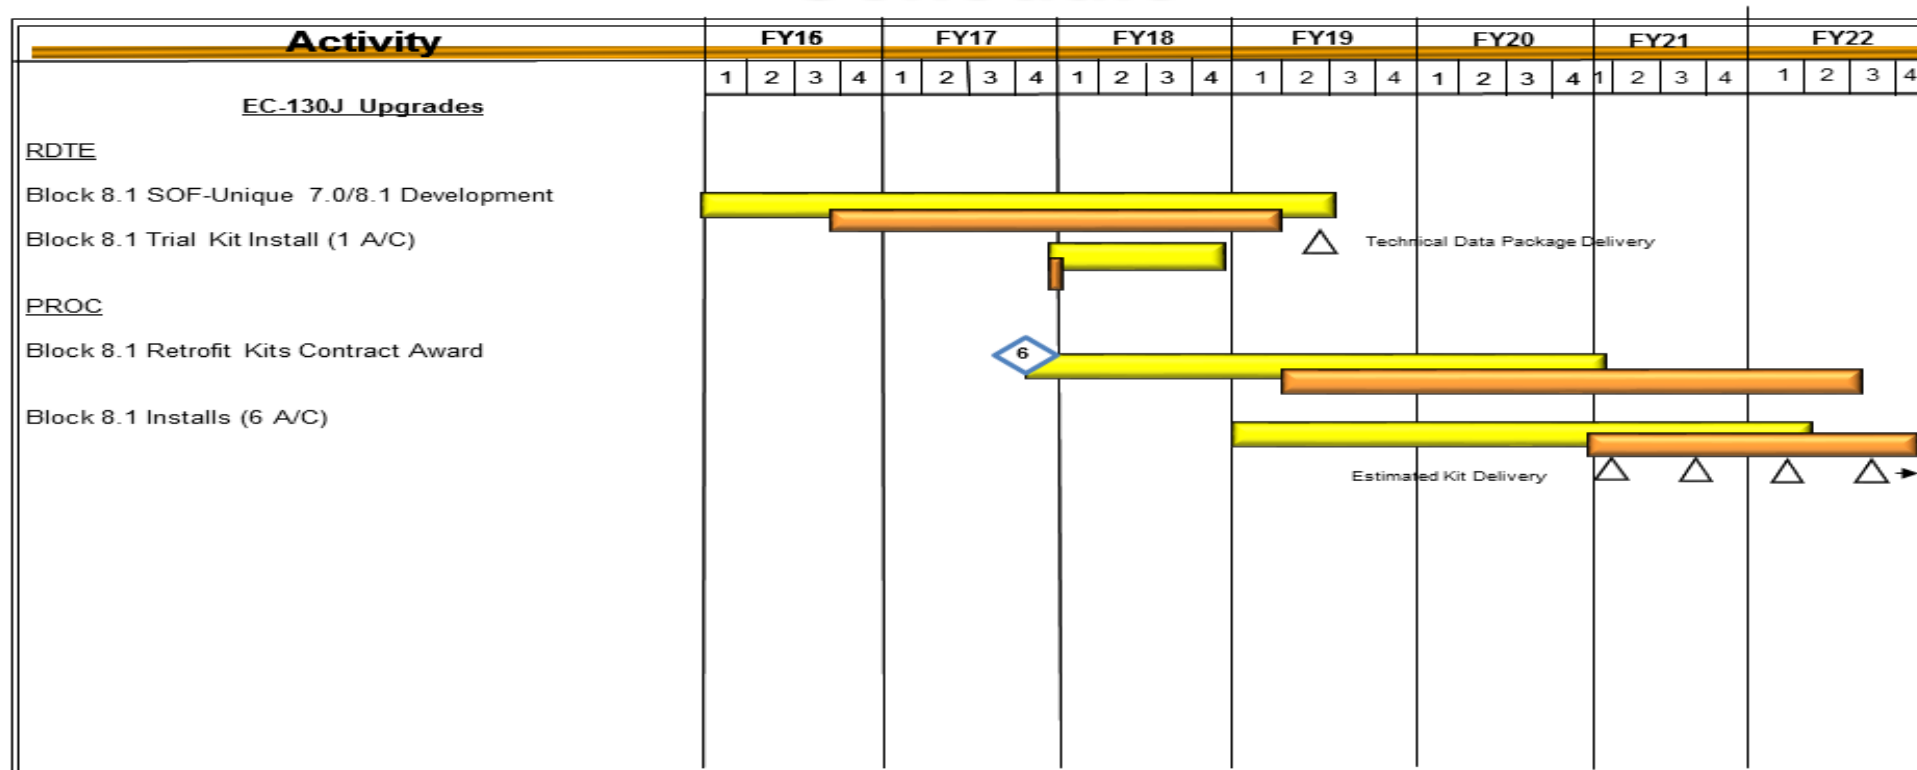 Activity FY16 FY17 FY18 FY19 FY20 FY21 FY22
1 2 3 4 1 2 3 4 1 2 3 4 1 2 3 4 1 2 3 4 1 2 3 4 1 2 3 4
EC-130J Upgrades
RDTE
Block 8.1 SOF-Unique 7.0/8.1 Development
Block 8.1 Trial Kit Install (1 A/C)
Technical Data Package Delivery
PROC
Block 8.1 Retrofit Kits Contract Award
6
Block 8.1 Installs (6 A/C)
Estimated Kit Delivery